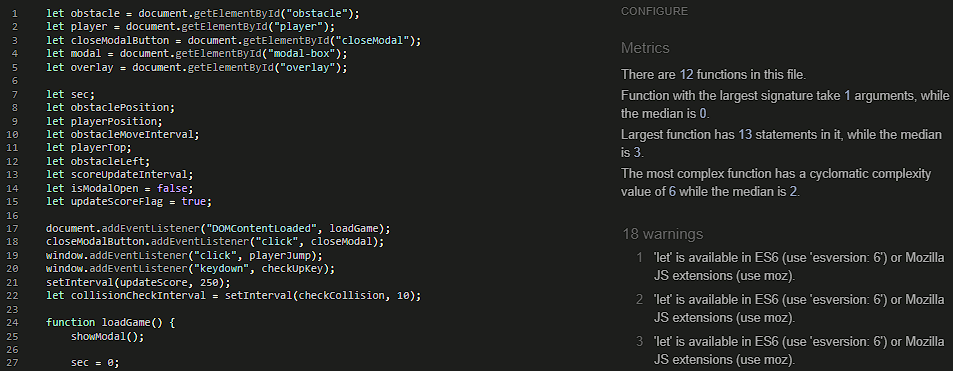 1 let obstacle = document.getElementById("obstacle");
2 let player = document.getElementById("player");
3 let closeModalButton = document.getElementById("closeModal");
4 let modal = document.getElementById("modal-box");
5 let overlay = document.getElementById("overlay");
6
7 let sec;
8 let obstaclePosition;
9 let playerPosition;
10 let obstacleMoveInterval;
11 let playerTop;
12 let obstacleLeft;
13 let scoreUpdateInterval;
14 let isModalOpen = false;
15 let updateScoreFlag = true;
16
17 document.addEventListener("DOMContentLoaded", loadGame);
18 closeModalButton.addEventListener("click", closeModal);
19 window.addEventListener("click", playerJump);
20 window.addEventListener("keydown", checkUpKey);
21 setInterval(updateScore, 250);
22 let collisionCheckInterval = setInterval(checkCollision, 10);
23
24 function loadGame() {
25 showModal();
26
27 sec = 0;
CONFIGURE
Metrics
There are 12 functions in this file.
Function with the largest signature take 1 arguments, while
the median is 0.
Largest function has 13 statements in it, while the median
is 3.
The most complex function has a cyclomatic complexity
value of 6 while the median is 2.
18 warnings
1 'let' is available in ES6 (use 'esversion: 6') or Mozilla
JS extensions (use moz).
2 'let' is available in ES6 (use 'esversion: 6') or Mozilla
JS extensions (use moz).
3 'let' is available in ES6 (use 'esversion: 6') or Mozilla
JS extensions (use moz).